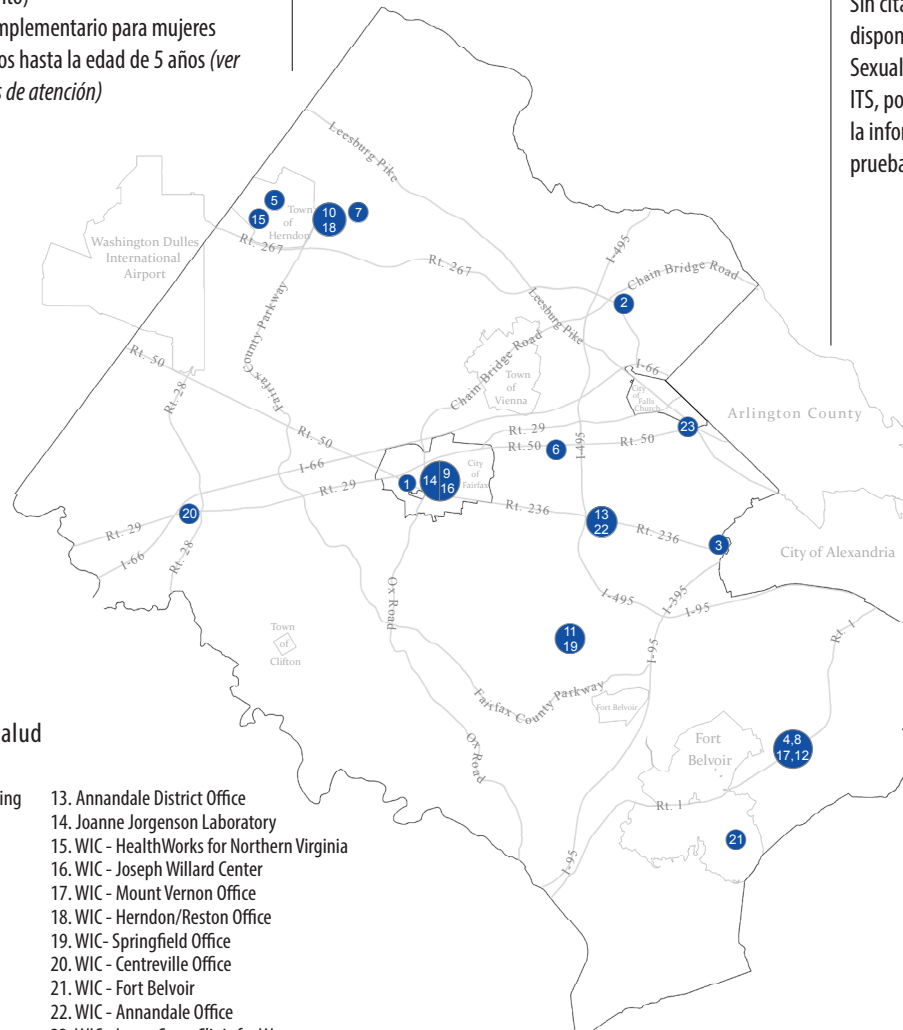 nto)
mplementario para mujeres
os hasta la edad de 5 años (ver
s de atención)
Sin cita
dispon
Sexual
ITS, po
la infor
prueba
Leesburg Pike
5
15
Town
of
Herndon
10
18
7
Washington Dulles
International
Airport
Rt. 267
Rt. 267
I-495
Chain Bridge Road
2
Fairfax County Parkway
Leesburg Pike
Rt. 50
Rt. 28
Chain Bridge Road
Town
of
Vienna
I-66
City
of
Falls
Church
Arlington County
23
Rt. 50
Rt. 29
Rt.50
6
I-495
Rt. 50
I-66
Rt. 29
1
14
9
16
City
of
Fairfax
20
Rt. 236
13
22
Rt. 236
3
City of Alexandria
Rt. 29
I-66
Rt. 28
Ox Road
I-495
I-395
I-95
Rt. 1
Town
of
Clifton
11
19
I-95
Fairfax County Parkway
Fort Belvoir
Ox Road
Fort
Belvoir
4,8
17,12
Rt. 1
21
I-95
alud
ing
13. Annandale District Office
14. Joanne Jorgenson Laboratory
15. WIC - HealthWorks for Northern Virginia
16. WIC - Joseph Willard Center
17. WIC - Mount Vernon Office
18. WIC - Herndon/Reston Office
19. WIC- Springfield Office
20. WIC - Centreville Office
21. WIC - Fort Belvoir
22. WIC - Annandale Office